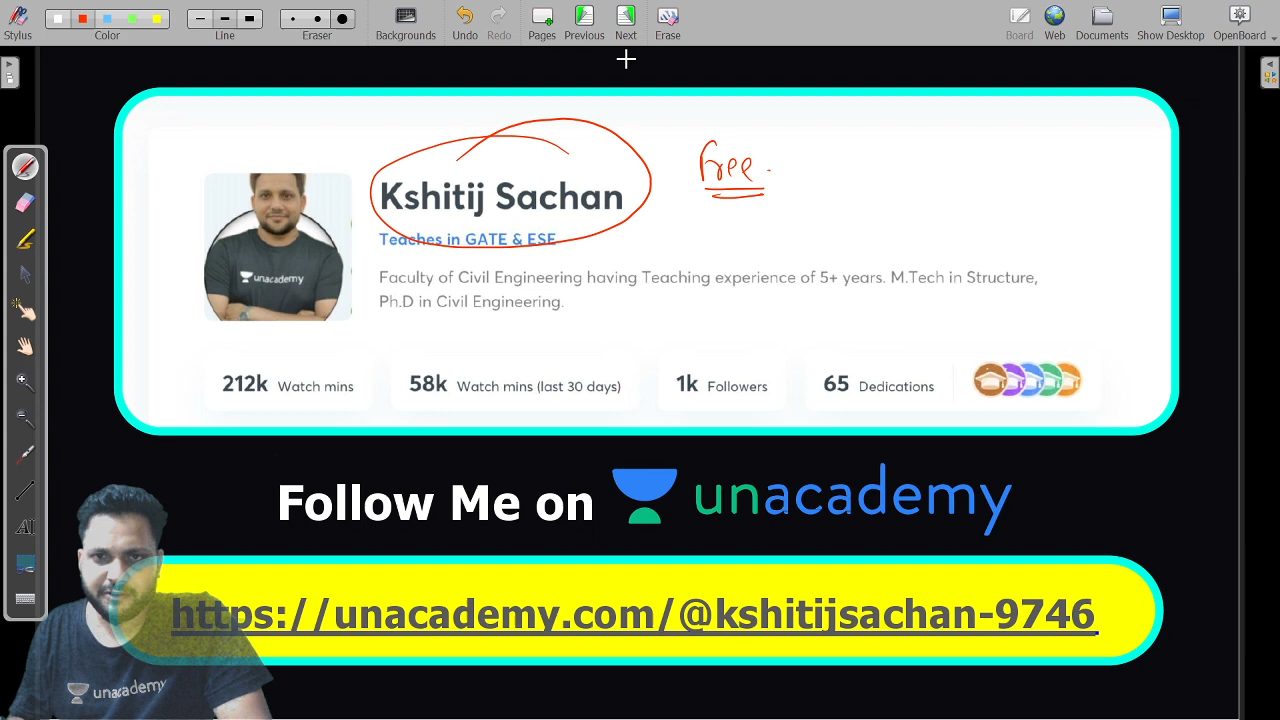 Stylus
Color
Line
Eraser
Backgrounds
Undo
Redo
Pages
Previous
Next
Erase
Board
Web
Documents
Show Desktop
OpenBoard
Kshitij Sachan
Free.
Teaches in GATE & ESE
Faculty of Civil Engineering having Teaching experience of 5+ years. M.Tech in Structure,
Ph.D in Civil Engineering.
unacademy
212k Watch mins
58k Watch mins (last 30 days)
1k Followers
65 Dedications
Follow Me on unacademy
https://unacademy.com/@kshitijsachan-9746
unacademy